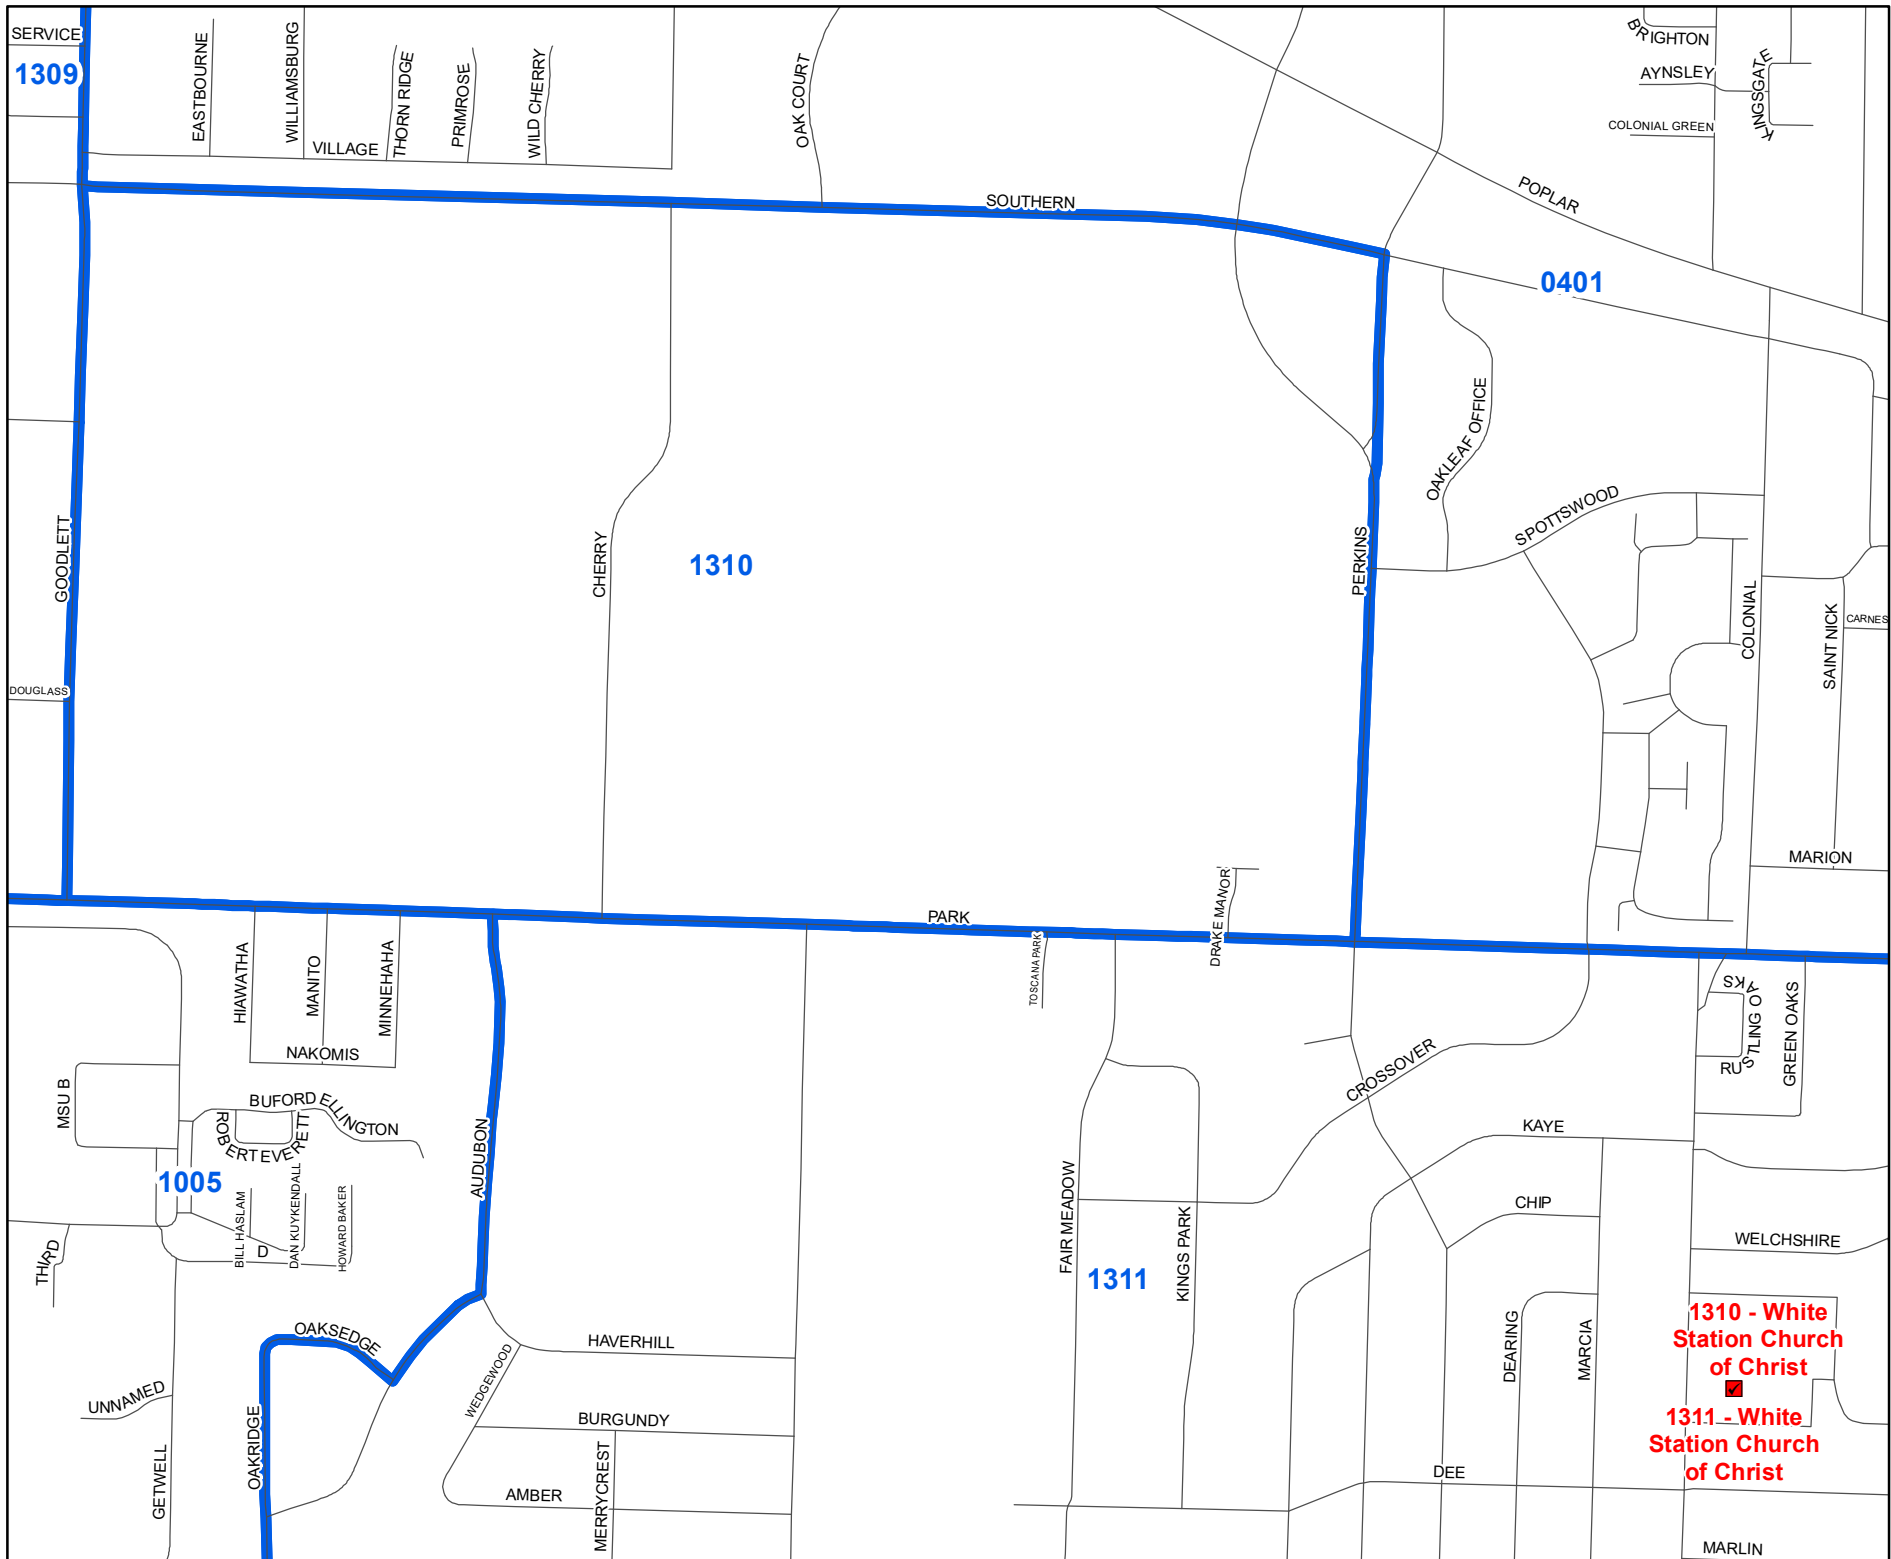 SERVICE
1309
EASTBOURNE
WILLIAMSBURG
VILLAGE
THORN RIDGE
PRIMROSE
WILD CHERRY
OAK COURT
BRIGHTON
AYNSLEY
KINGSGATE
COLONIAL GREEN
SOUTHERN
POPLAR
0401
OAKLEAF OFFICE
SPOTTSWOOD
GOODLETT
CHERRY
1310
PERKINS
COLONIAL
SAINT NICK
CARNES
DOUGLASS
MARION
PARK
DRAKE MANOR
TOSCANA PARK
HIAWATHA
MANITO
MINNEHAHA
NAKOMIS
RUSTLING OAKS
GREEN OAKS
CROSSOVER
MSU B
BUFORD ELLINGTON
ROBERT EVERETT
AUDUBON
KAYE
1005
BILL HASLAM
DAN KUYKENDALL
HOWARD BAKER
D
THIRD
FAIR MEADOW
KINGS PARK
CHIP
WELCHSHIRE
1311
OAKSEDGE
HAVERHILL
WEDGEWOOD
DEARING
MARCIA
1310 - White
Station Church
of Christ
1311 - White
Station Church
of Christ
UNNAMED
OAKRIDGE
BURGUNDY
GETWELL
MERRYCREST
AMBER
DEE
MARLIN